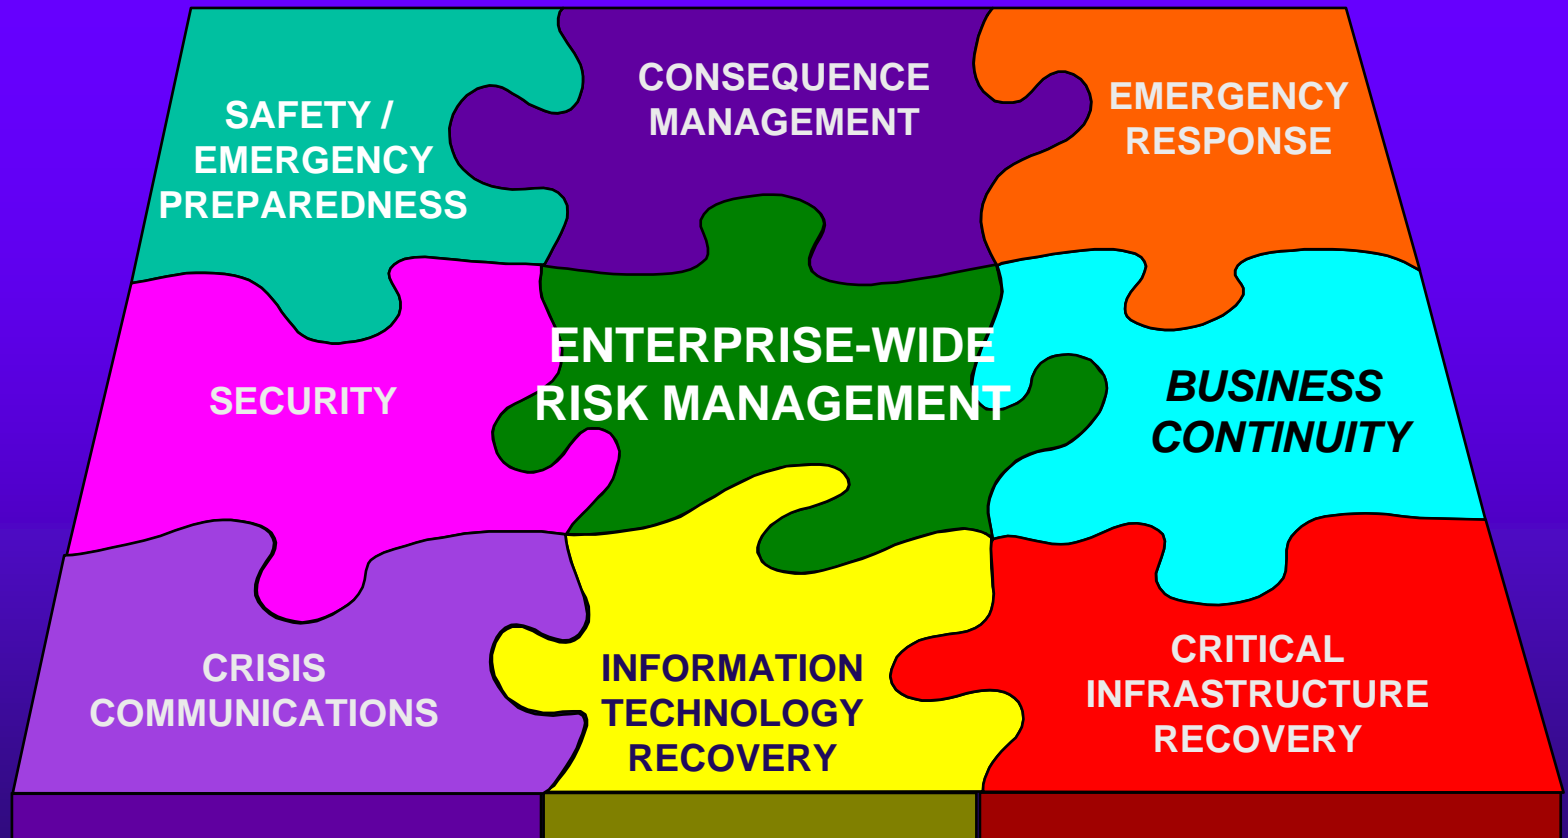 SAFETY /
EMERGENCY
PREPAREDNESS
CONSEQUENCE
MANAGEMENT
EMERGENCY
RESPONSE
SECURITY
ENTERPRISE-WIDE
RISK MANAGEMENT
BUSINESS
CONTINUITY
CRISIS
COMMUNICATIONS
INFORMATION
TECHNOLOGY
RECOVERY
CRITICAL
INFRASTRUCTURE
RECOVERY